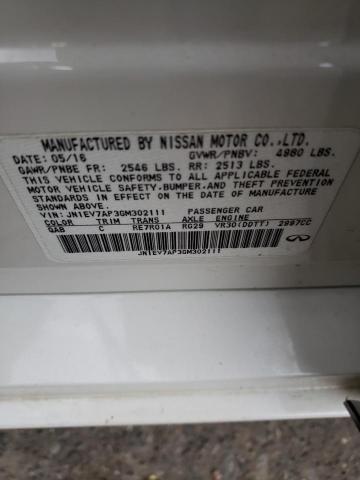 MANUFACTURED BY NISSAN MOTOR CO.,LTD.
DATE: 05/16 GVWR/PNBV: 4980 LBS.
GAWR/PNBE FR: 2546 LBS. RR: 2513 LBS.
THIS VEHICLE CONFORMS TO ALL APPLICABLE FEDERAL
MOTOR VEHICLE SAFETY,BUMPER,AND THEFT PREVENTION
STANDARDS IN EFFECT ON THE DATE OF MANUFACTURE
SHOWN ABOVE.
VIN: JN1EV7AP3GM302111 PASSENGER CAR
COLOR TRIM TRANS AXLE ENGINE
QAB C RE7R01A RG29 VR30(DDTT) 2997CC
JN1EV7AP3GM302111